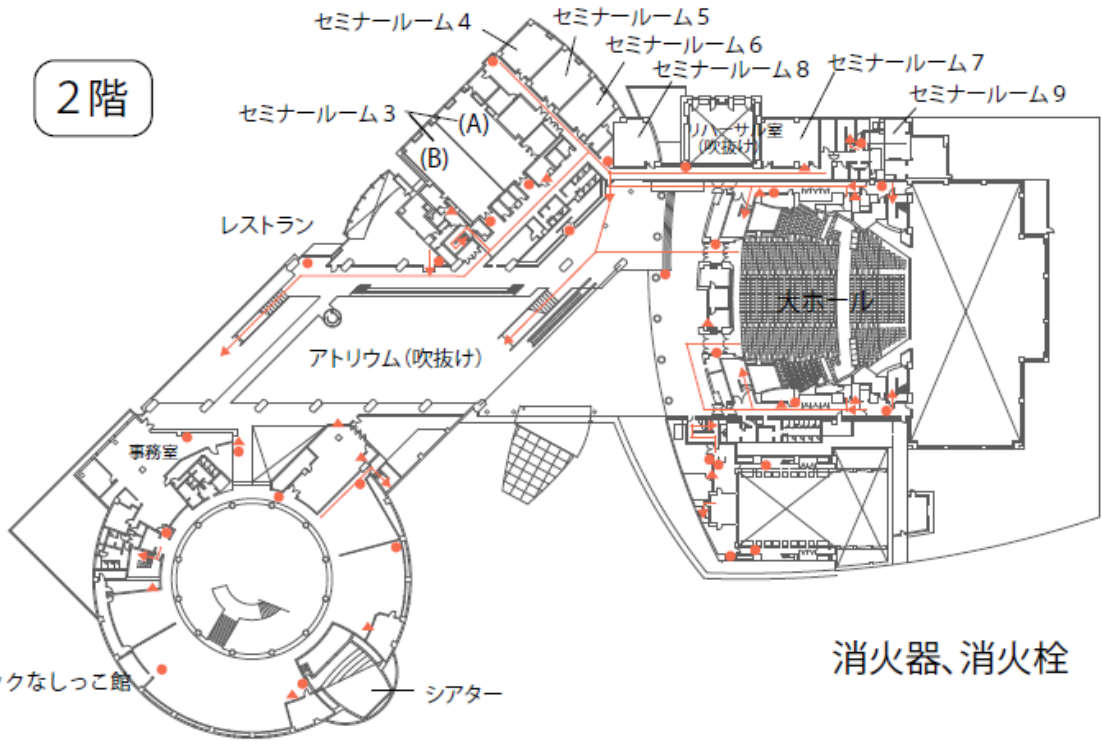 2階
セミナールーム4
セミナールーム5
セミナールーム6
セミナールーム8
セミナールーム7
セミナールーム9
セミナールーム3
(A)
(B)
リハーサル室
(吹抜け)
レストラン
大ホール
アトリウム(吹抜け)
事務室
クなしっこ館
シアター
消火器、消火栓